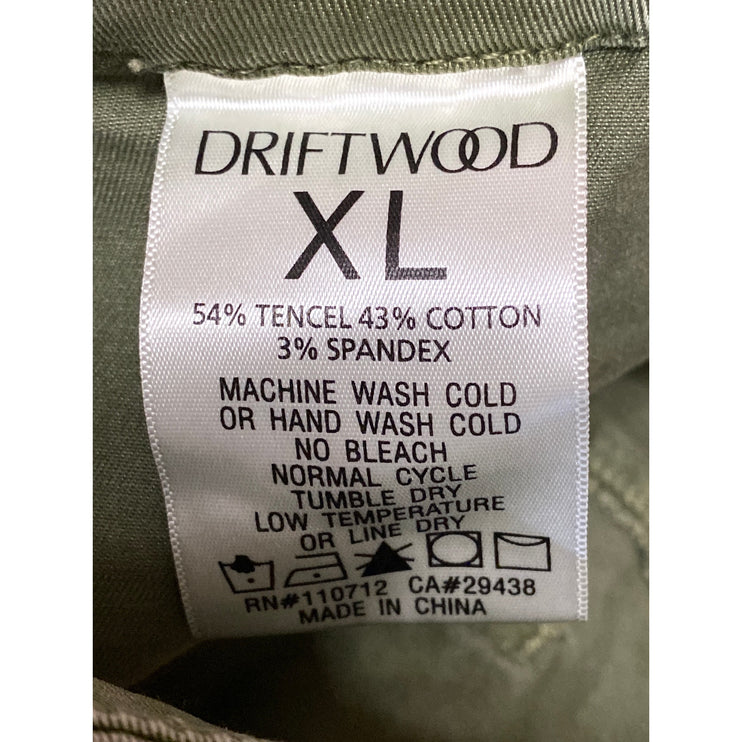 DRIFTWOOD
XL
54% TENCEL 43% COTTON
3% SPANDEX
MACHINE WASH COLD
OR HAND WASH COLD
NO BLEACH
NORMAL CYCLE
TUMBLE DRY
LOW TEMPERATURE
OR LINE DRY
RN#110712 CA#29438
MADE IN CHINA